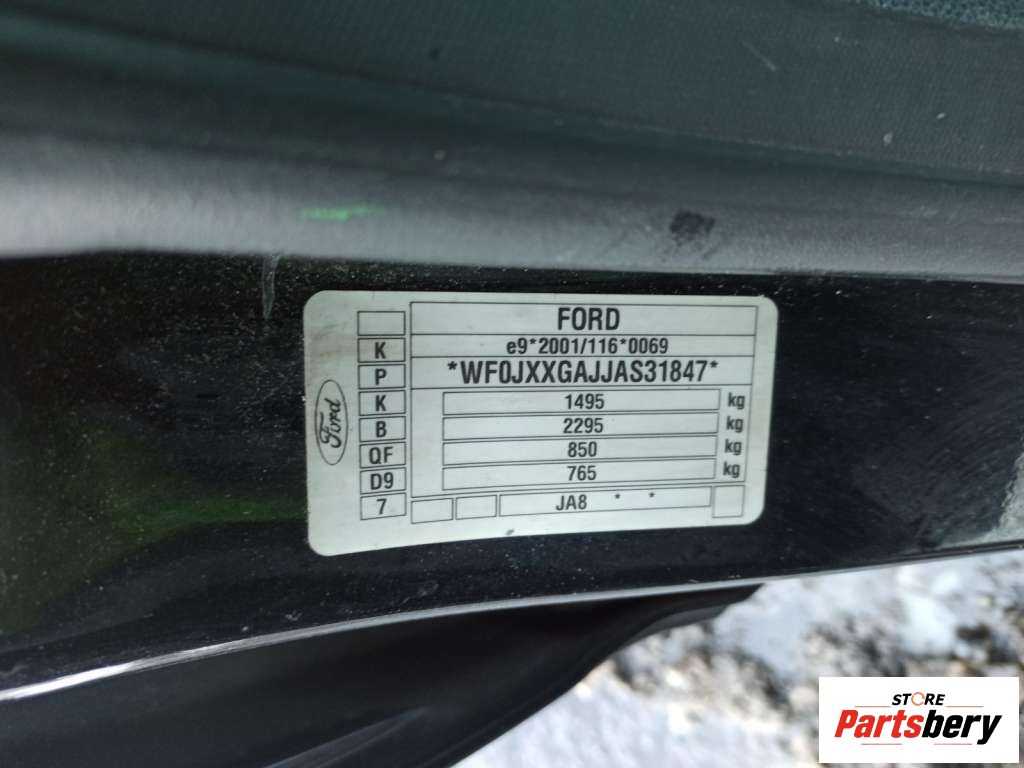 FORD
K e9*2001/116*0069
P *WF0JXXGAJJAS31847*
K 1495 kg
B 2295 kg
QF 850 kg
D9 765 kg
7 JA8 * *
Ford
STORE
Partsbery